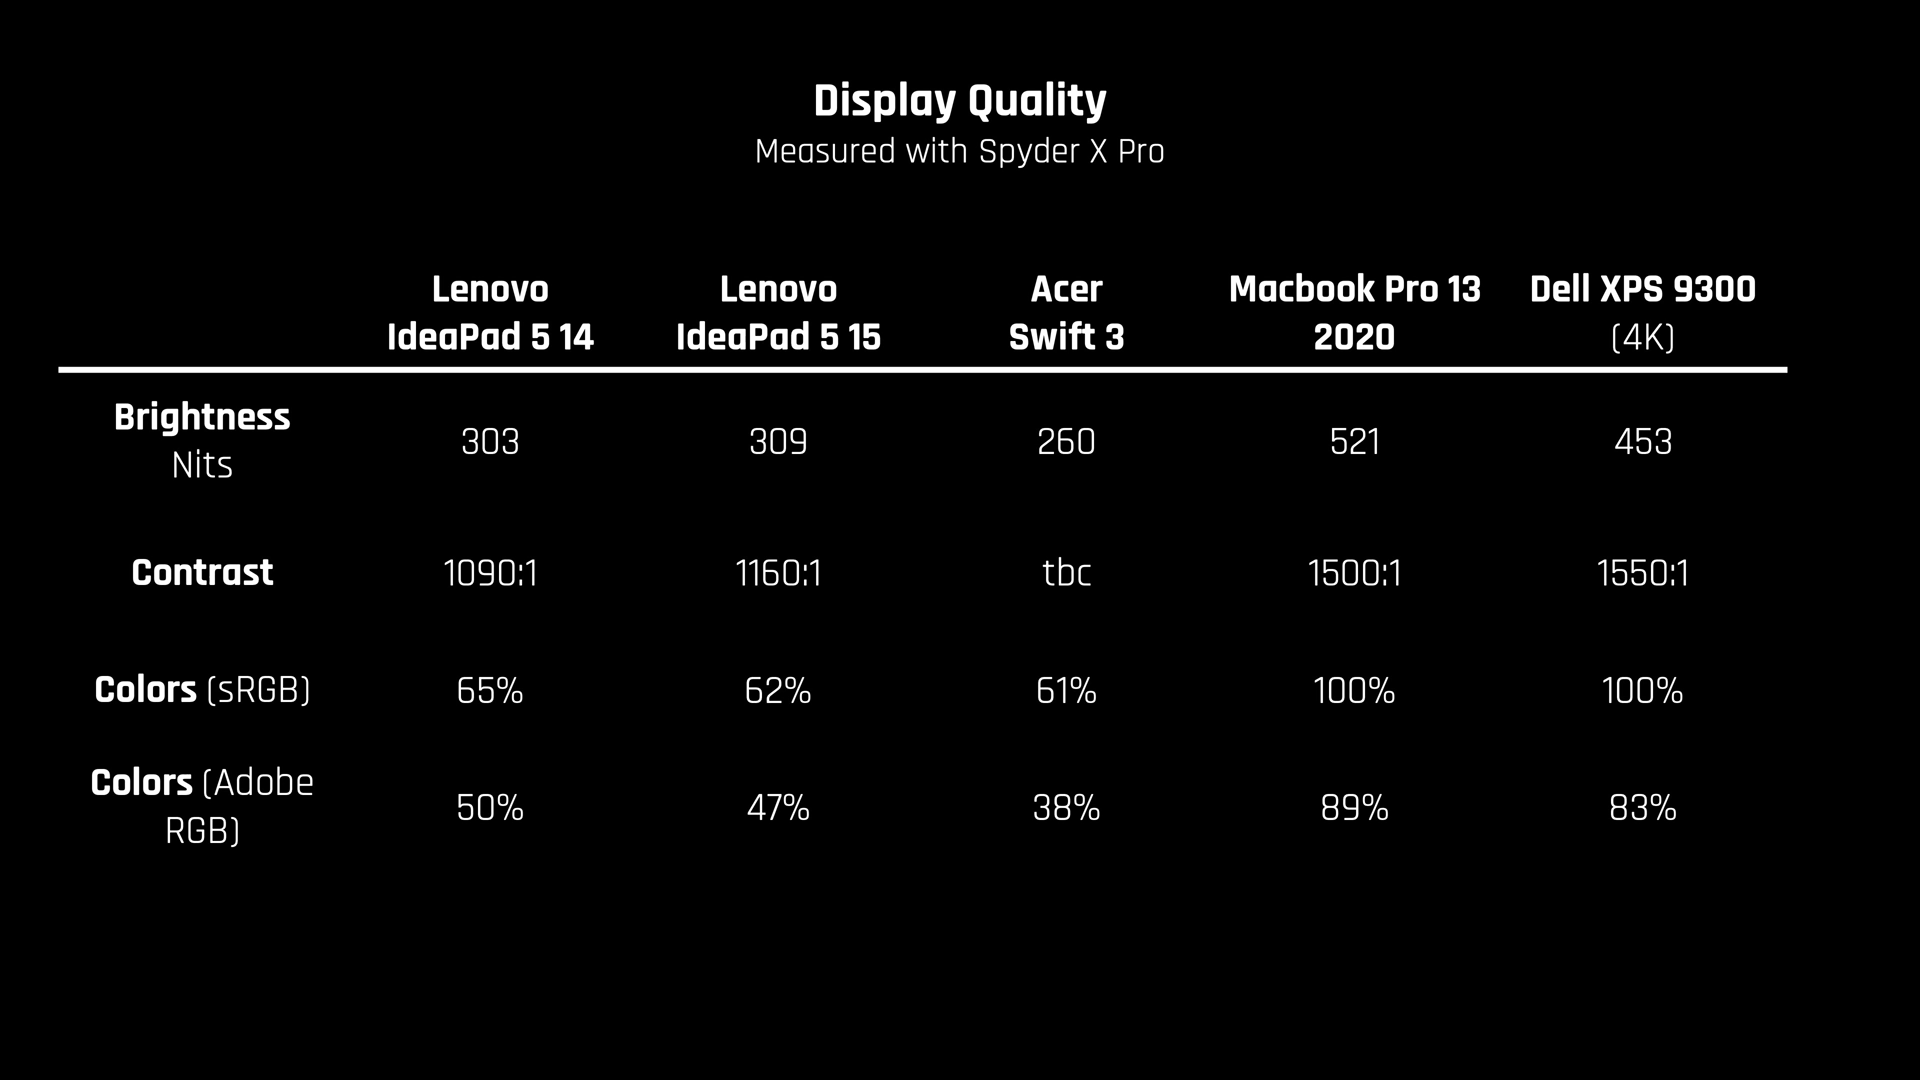 Display Quality
Measured with Spyder X Pro
Lenovo IdeaPad 5 14 Lenovo IdeaPad 5 15 Acer Swift 3 Macbook Pro 13 2020 Dell XPS 9300 (4K)
Brightness Nits 303 309 260 521 453
Contrast 1090:1 1160:1 tbc 1500:1 1550:1
Colors (sRGB) 65% 62% 61% 100% 100%
Colors (Adobe RGB) 50% 47% 38% 89% 83%